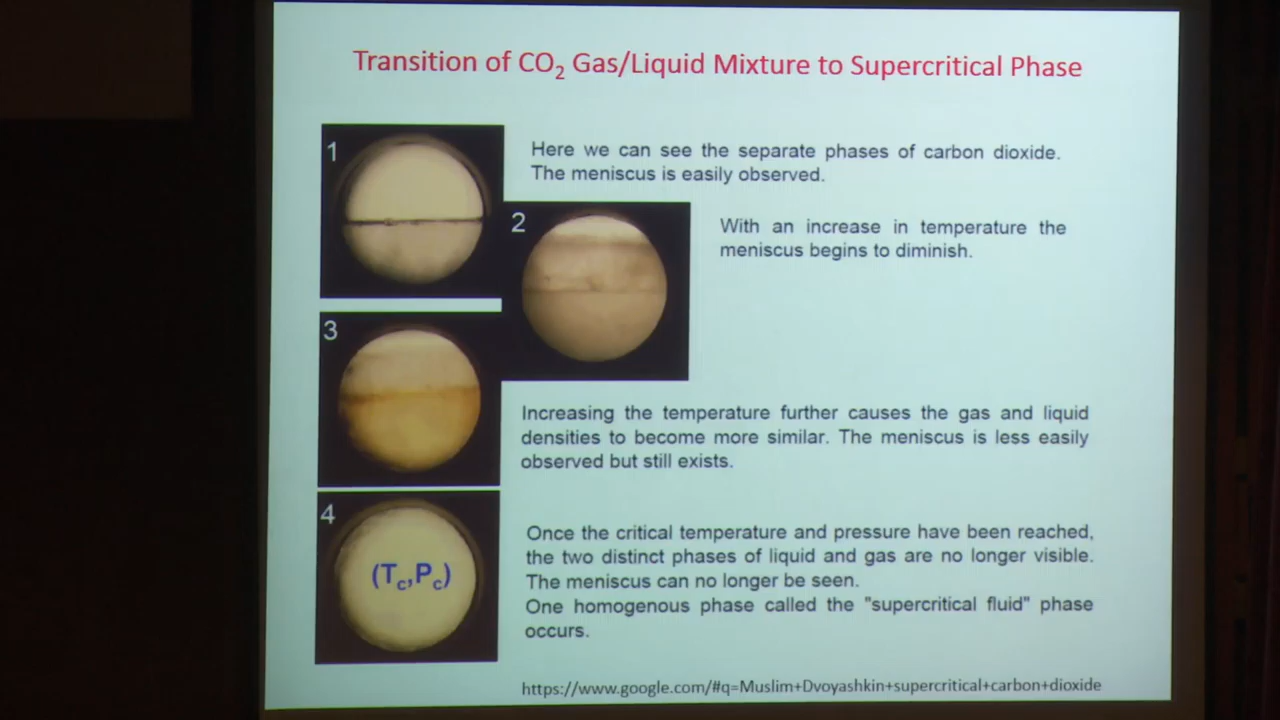 Transition of CO₂ Gas/Liquid Mixture to Supercritical Phase
1
Here we can see the separate phases of carbon dioxide.
The meniscus is easily observed.
2
With an increase in temperature the
meniscus begins to diminish.
3
Increasing the temperature further causes the gas and liquid
densities to become more similar. The meniscus is less easily
observed but still exists.
4
(Tc,Pc)
Once the critical temperature and pressure have been reached,
the two distinct phases of liquid and gas are no longer visible.
The meniscus can no longer be seen.
One homogenous phase called the "supercritical fluid" phase
occurs.
https://www.google.com/#q=Muslim+Dvoyashkin+supercritical+carbon+dioxide